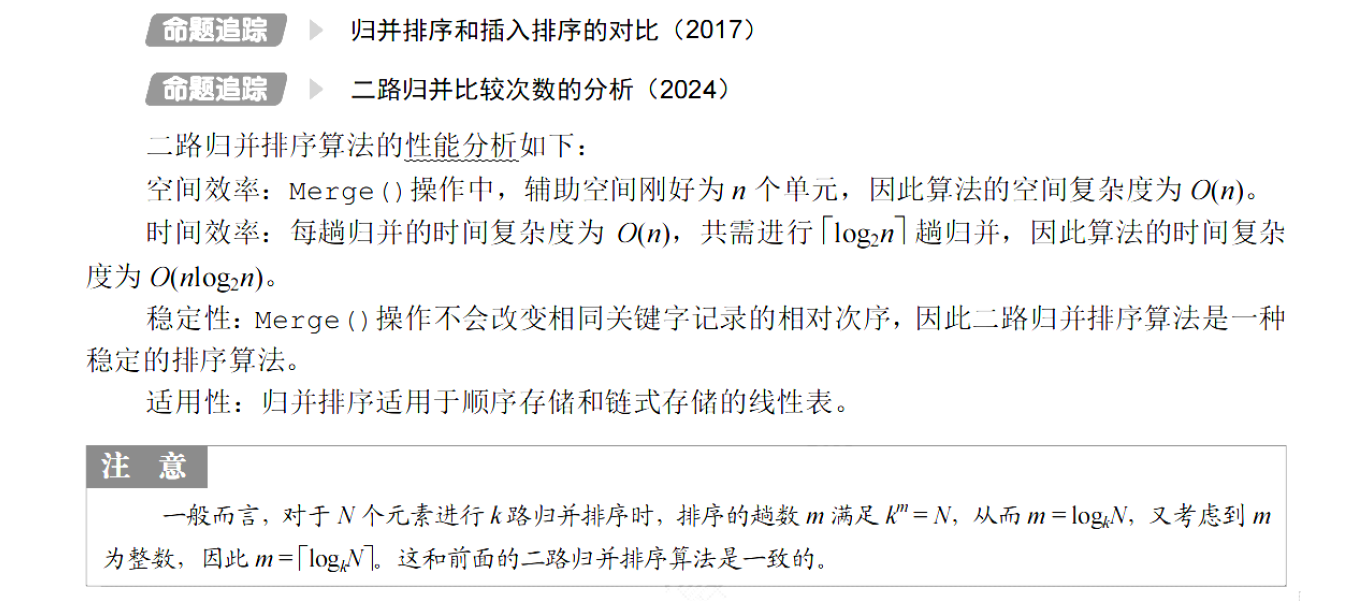 命题追踪 ▶ 归并排序和插入排序的对比（2017）
命题追踪 ▶ 二路归并比较次数的分析（2024）
二路归并排序算法的性能分析如下：
空间效率：Merge()操作中，辅助空间刚好为 n 个单元，因此算法的空间复杂度为 O(n)。
时间效率：每趟归并的时间复杂度为 O(n)，共需进行⌈log₂n⌉趟归并，因此算法的时间复杂
度为 O(nlog₂n)。
稳定性：Merge()操作不会改变相同关键字记录的相对次序，因此二路归并排序算法是一种
稳定的排序算法。
适用性：归并排序适用于顺序存储和链式存储的线性表。
注 意
一般而言，对于 N 个元素进行 k 路归并排序时，排序的趟数 m 满足 kᵐ = N，从而 m = logₖN，又考虑到 m
为整数，因此 m = ⌈logₖN⌉。这和前面的二路归并排序算法是一致的。